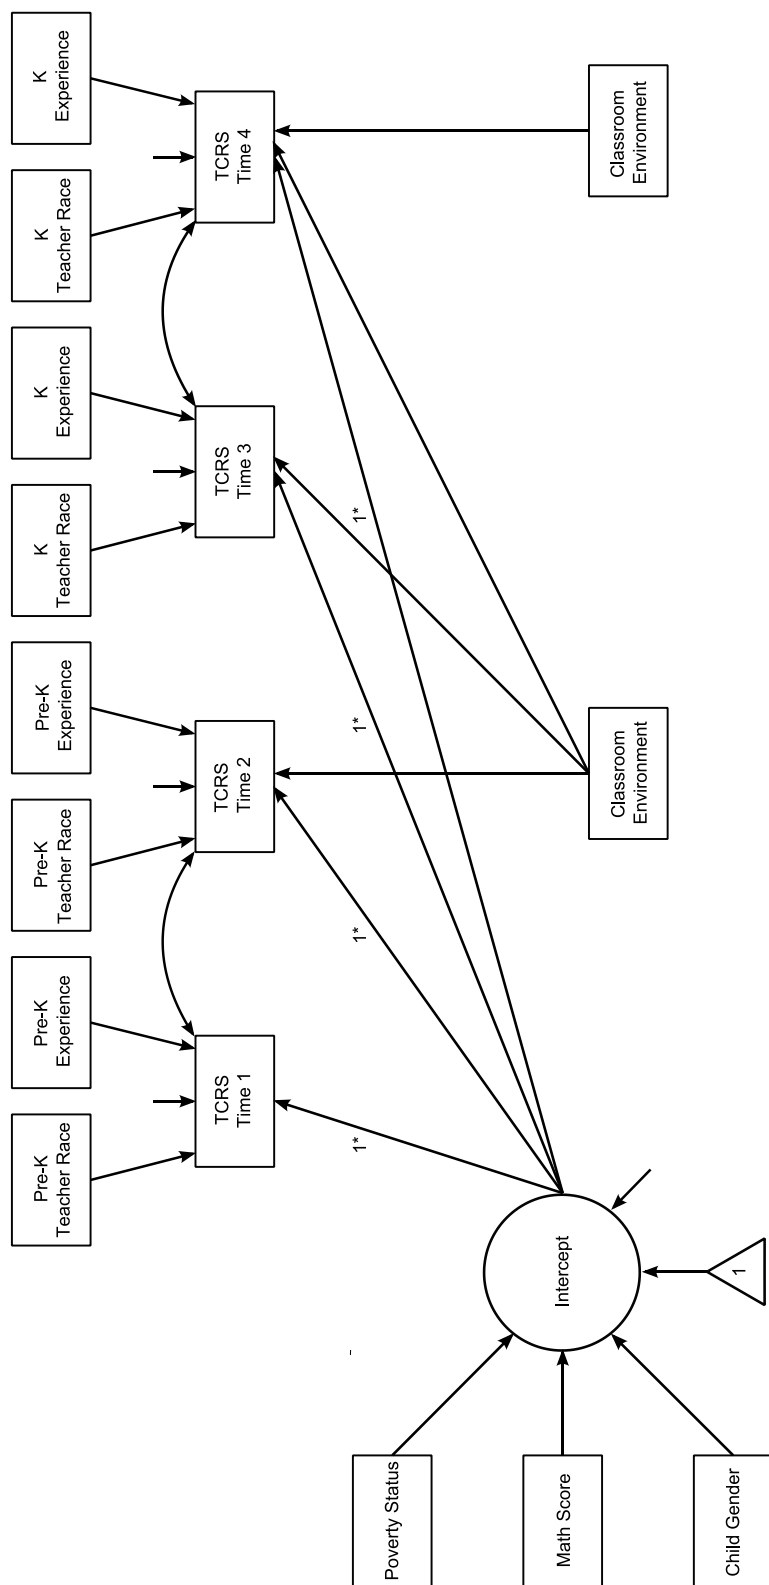 Pre-K
Teacher Race
Pre-K
Experience
Pre-K
Teacher Race
Pre-K
Experience
K
Teacher Race
K
Experience
K
Teacher Race
K
Experience
TCRS
Time 1
TCRS
Time 2
TCRS
Time 3
TCRS
Time 4
1*
1*
1*
1*
Poverty Status
Math Score
Intercept
Classroom
Environment
Classroom
Environment
Child Gender
1